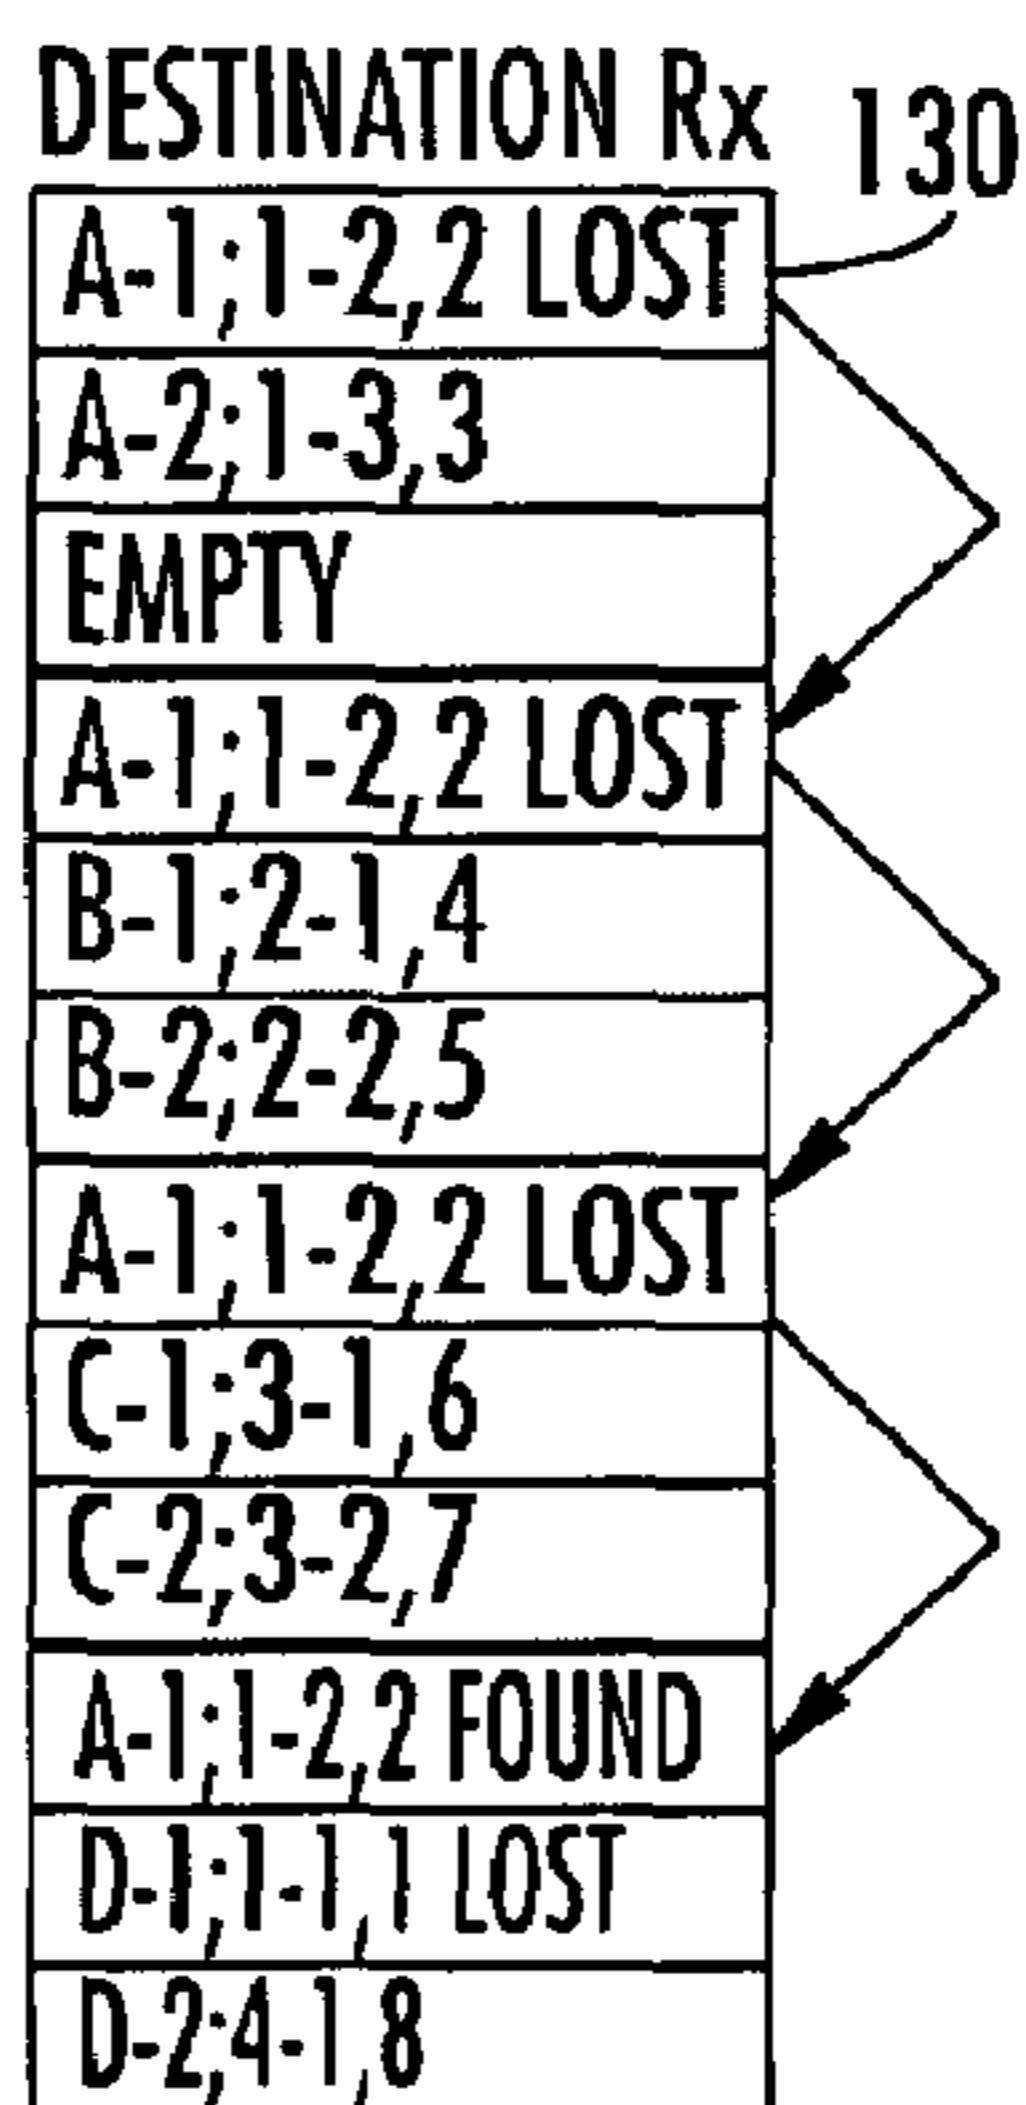 DESTINATION Rx
130
A-1;1-2,2 LOST
A-2;1-3,3
EMPTY
A-1;1-2,2 LOST
B-1;2-1,4
B-2;2-2,5
A-1;1-2,2 LOST
C-1;3-1,6
C-2;3-2,7
A-1;1-2,2 FOUND
D-1;1-1,1 LOST
D-2;4-1,8